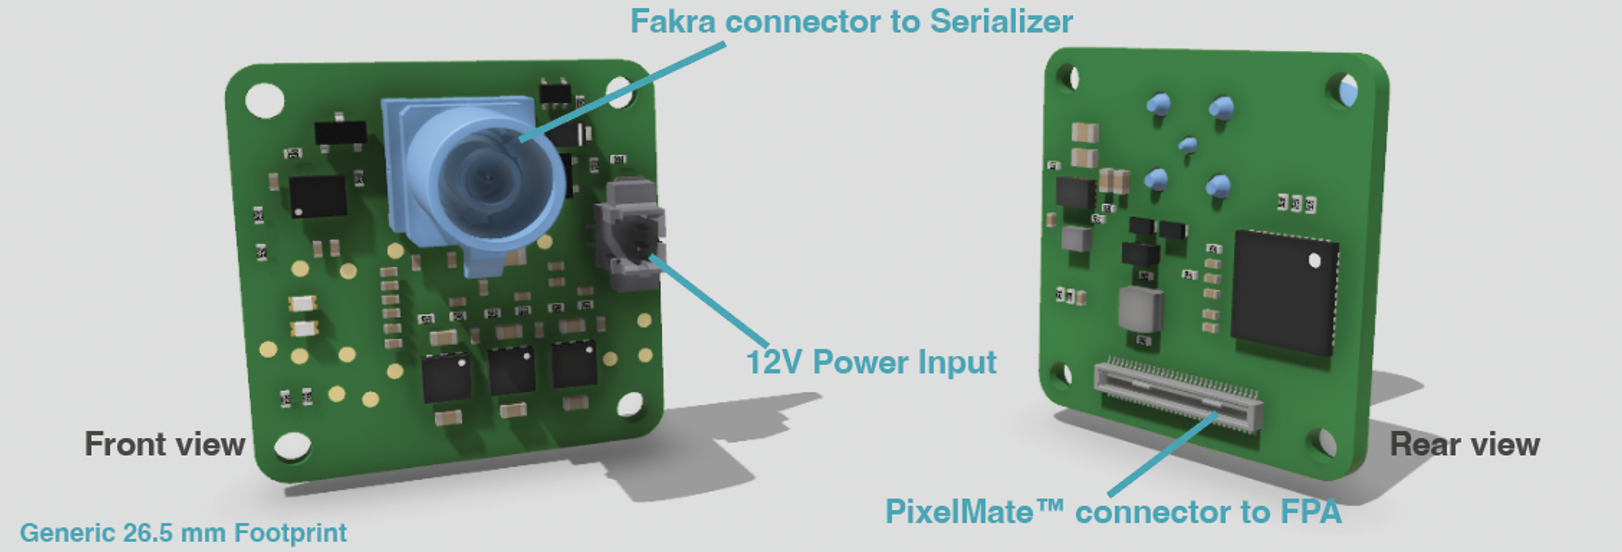 Fakra connector to Serializer
12V Power Input
Front view
Rear view
PixelMate™ connector to FPA
Generic 26.5 mm Footprint